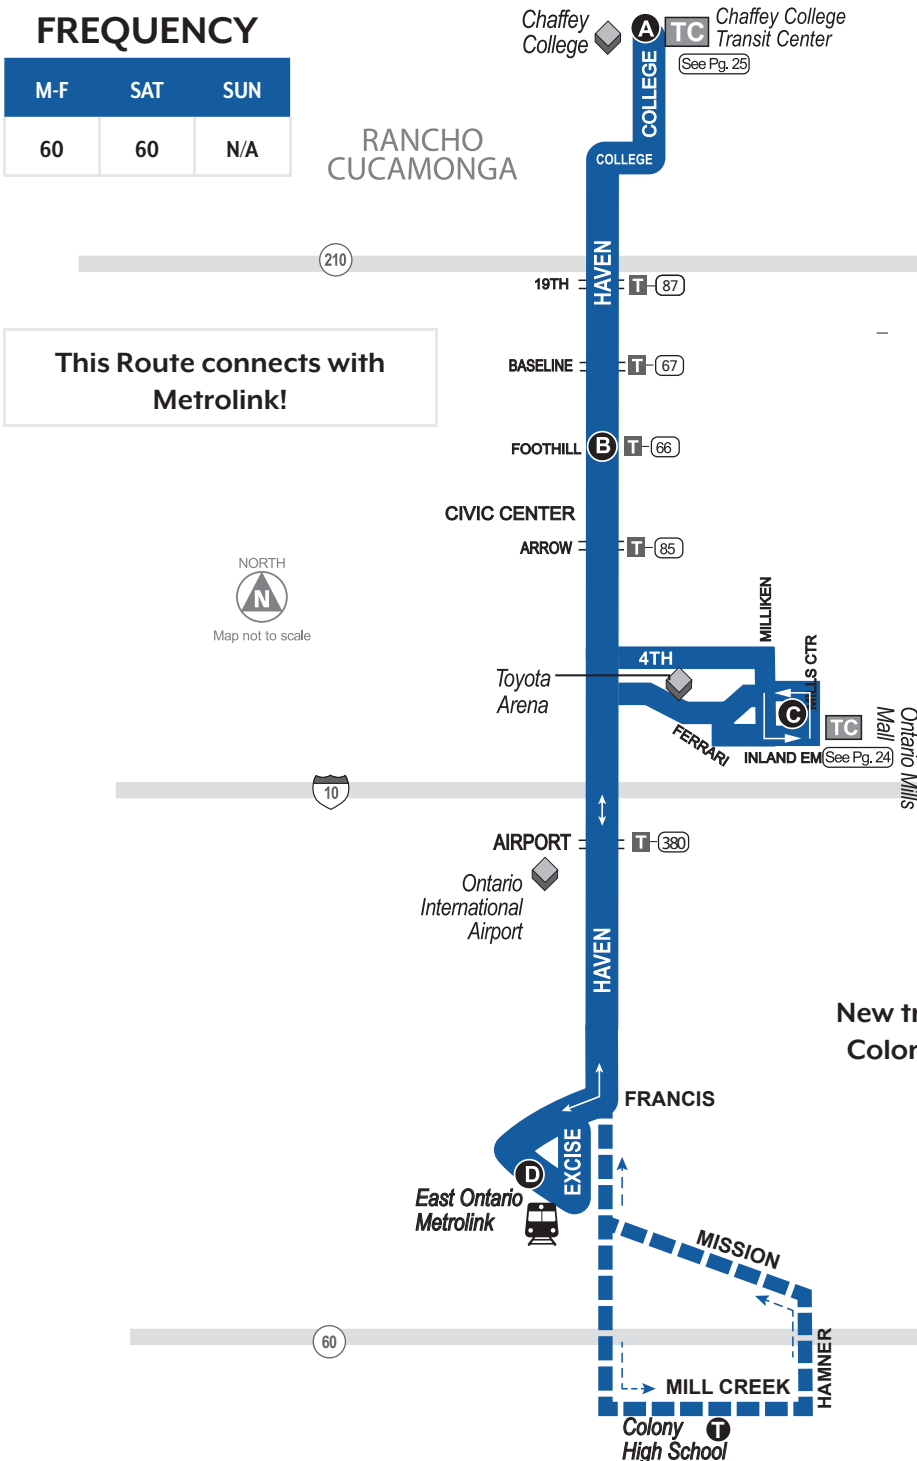 FREQUENCY
M-F SAT SUN
60 60 N/A
Chaffey
College
A
TC
Chaffey College
Transit Center
See Pg. 25
COLLEGE
COLLEGE
RANCHO
CUCAMONGA
210
HAVEN
19TH T 87
This Route connects with
Metrolink!
BASELINE T 67
FOOTHILL B T 66
CIVIC CENTER
ARROW T 85
NORTH
N
Map not to scale
MILLIKEN
4TH
MILLS CTR
Toyota
Arena
C
TC
Ontario Mills
Mall
FERRARI
INLAND EM
See Pg. 24
10
AIRPORT T 380
Ontario
International
Airport
HAVEN
New
Color
FRANCIS
EXCISE
D
East Ontario
Metrolink
MISSION
60
HAMNER
MILL CREEK
Colony
High School
T